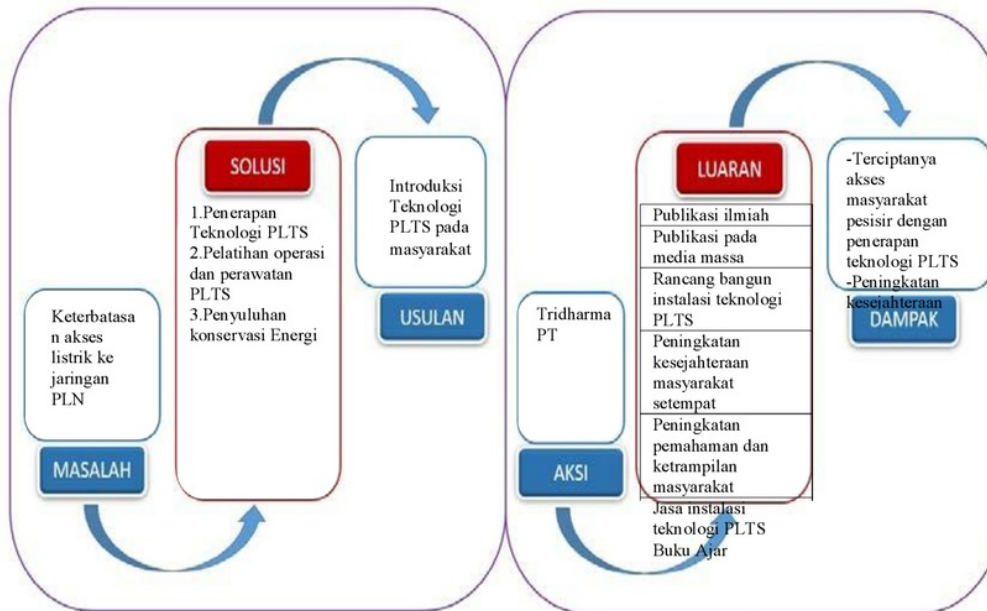 Keterbatasa
n akses
listrik ke
jaringan
PLN
MASALAH
SOLUSI
1.Penerapan
Teknologi PLTS
2.Pelatihan operasi
dan perawatan
PLTS
3.Penyuluhan
konservasi Energi
Introduksi
Teknologi
PLTS pada
masyarakat
USULAN
Tridharma
PT
AKSI
LUARAN
Publikasi ilmiah
Publikasi pada
media massa
Rancang bangun
instalasi teknologi
PLTS
Peningkatan
kesejahteraan
masyarakat
setempat
Peningkatan
pemahaman dan
ketrampilan
masyarakat
Jasa instalasi
teknologi PLTS
Buku Ajar
-Terciptanya
akses
masyarakat
pesisir dengan
penerapan
teknologi PLTS
-Peningkatan
kesejahteraan
DAMPAK